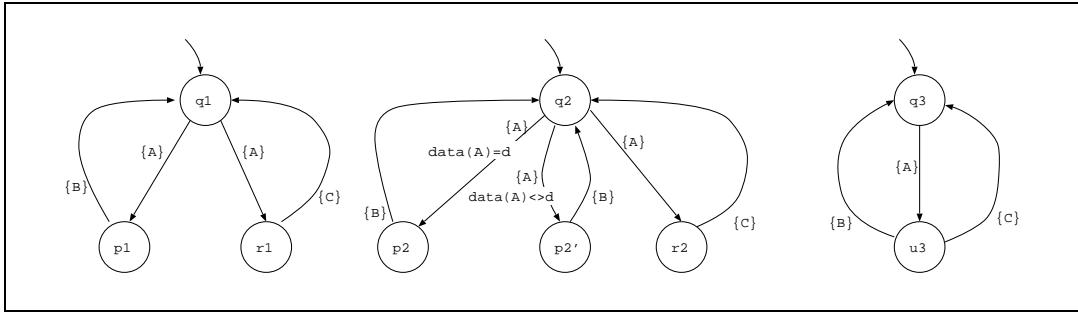 q1
{A}
{A}
{B}
{C}
p1
r1
q2
{A}
data(A)=d
{A}
{A}
data(A)<>d
{B}
{B}
{C}
p2
p2'
r2
q3
{A}
{B}
{C}
u3